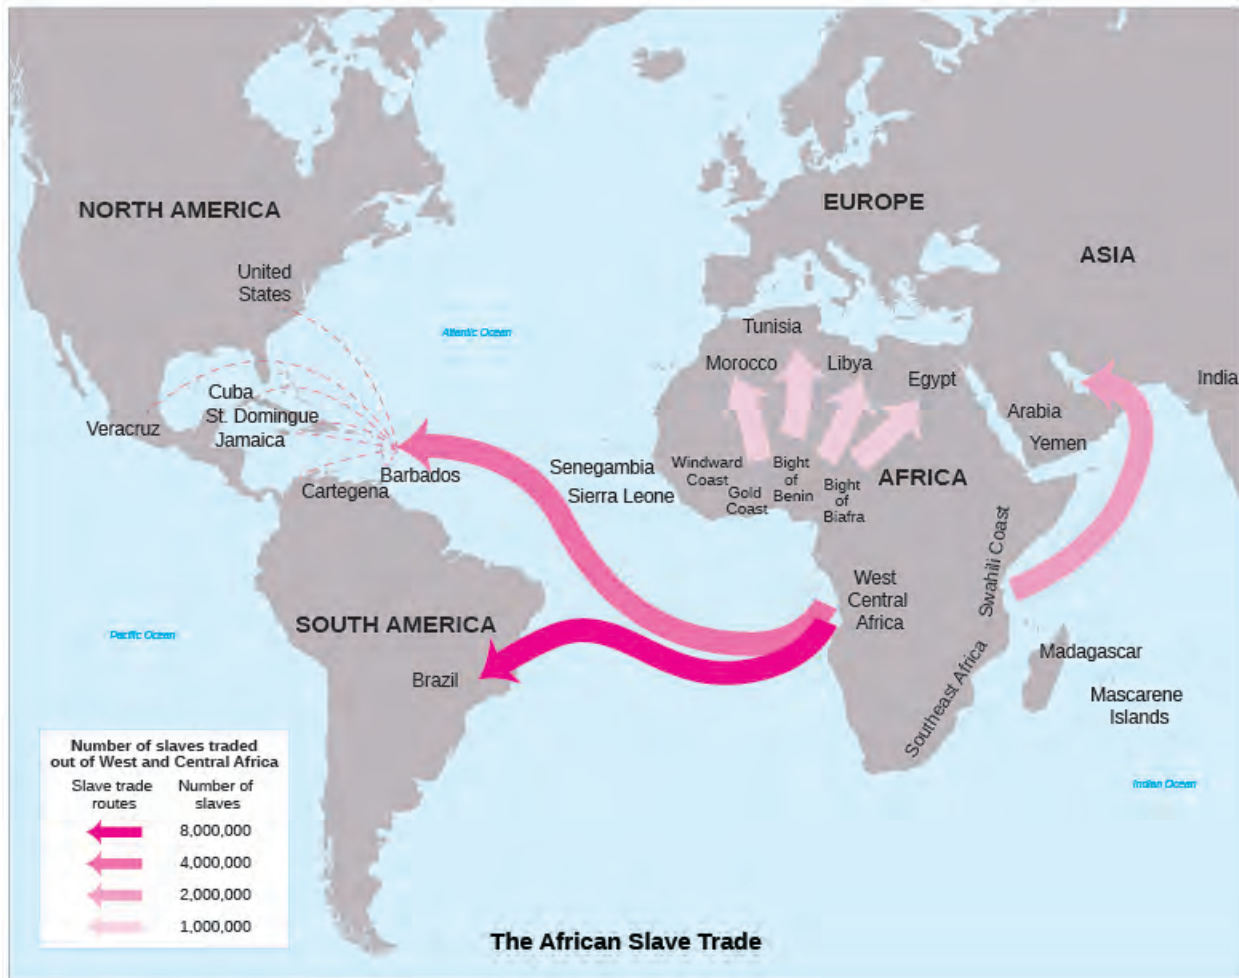 NORTH AMERICA
EUROPE
ASIA
United
States
Atlantic Ocean
Tunisia
Morocco
Libya
Egypt
India
Cuba
St. Domingue
Jamaica
Veracruz
Arabia
Yemen
Barbados
Cartegena
Senegambia
Sierra Leone
Windward
Coast
Gold
Coast
Bight
of
Benin
Bight
of
Biafra
AFRICA
Swahili Coast
West
Central
Africa
SOUTH AMERICA
Pacific Ocean
Brazil
Southeast Africa
Madagascar
Mascarene
Islands
Indian Ocean
Number of slaves traded
out of West and Central Africa
Slave trade
routes
Number of
slaves
8,000,000
4,000,000
2,000,000
1,000,000
The African Slave Trade